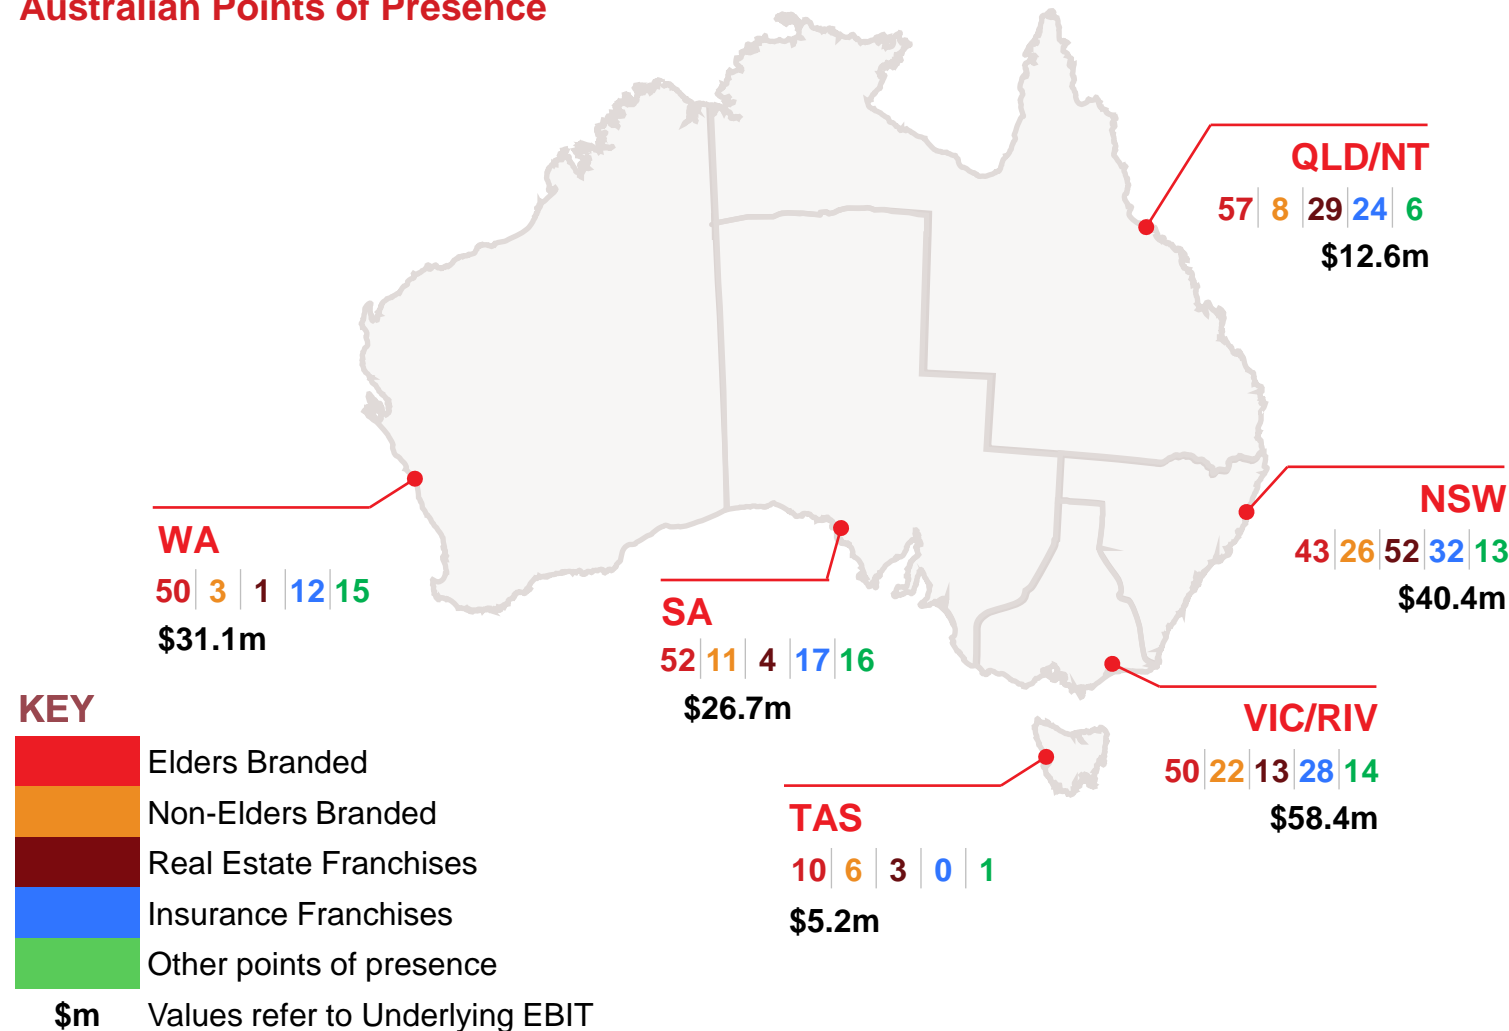 Australian Points of Presence
QLD/NT
57 8 29 24 6
$12.6m
NSW
43 26 52 32 13
$40.4m
WA
50 3 1 12 15
$31.1m
SA
52 11 4 17 16
$26.7m
VIC/RIV
50 22 13 28 14
$58.4m
TAS
10 6 3 0 1
$5.2m
KEY
Elders Branded
Non-Elders Branded
Real Estate Franchises
Insurance Franchises
Other points of presence
$m Values refer to Underlying EBIT